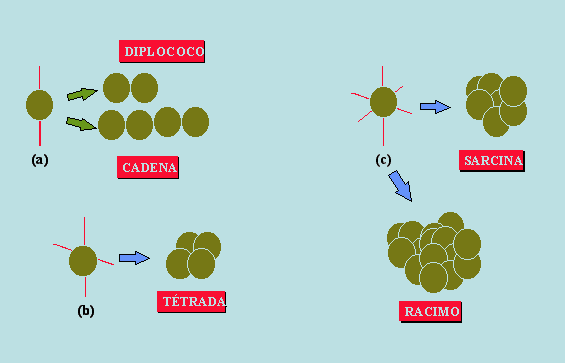 DIPLOCOCO
(a)
CADENA
(b)
TÉTRADA
(c)
SARCINA
RACIMO